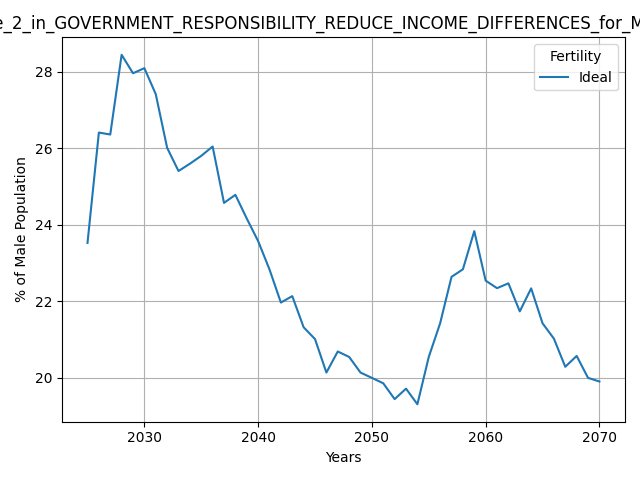 e_2_in_GOVERNMENT_RESPONSIBILITY_REDUCE_INCOME_DIFFERENCES_for_M
Fertility
Ideal
% of Male Population
28
26
24
22
20
2030 2040 2050 2060 2070
Years